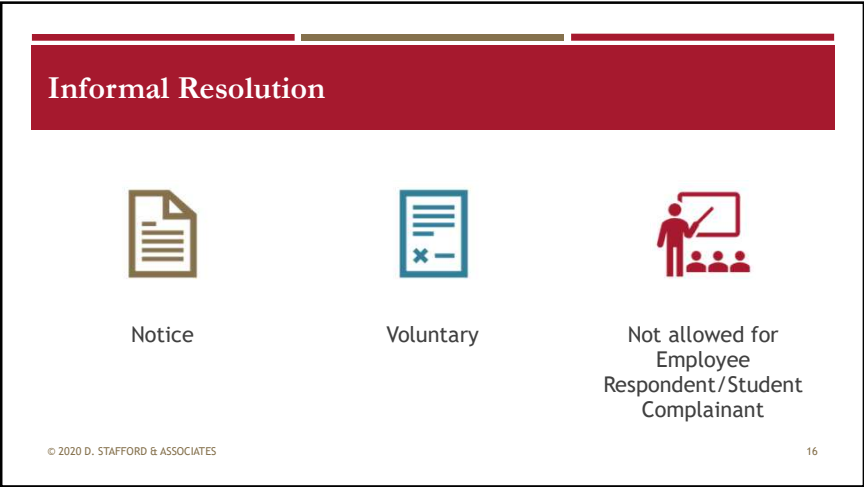 Informal Resolution
Notice
Voluntary
Not allowed for
Employee
Respondent/Student
Complainant
© 2020 D. STAFFORD & ASSOCIATES
16